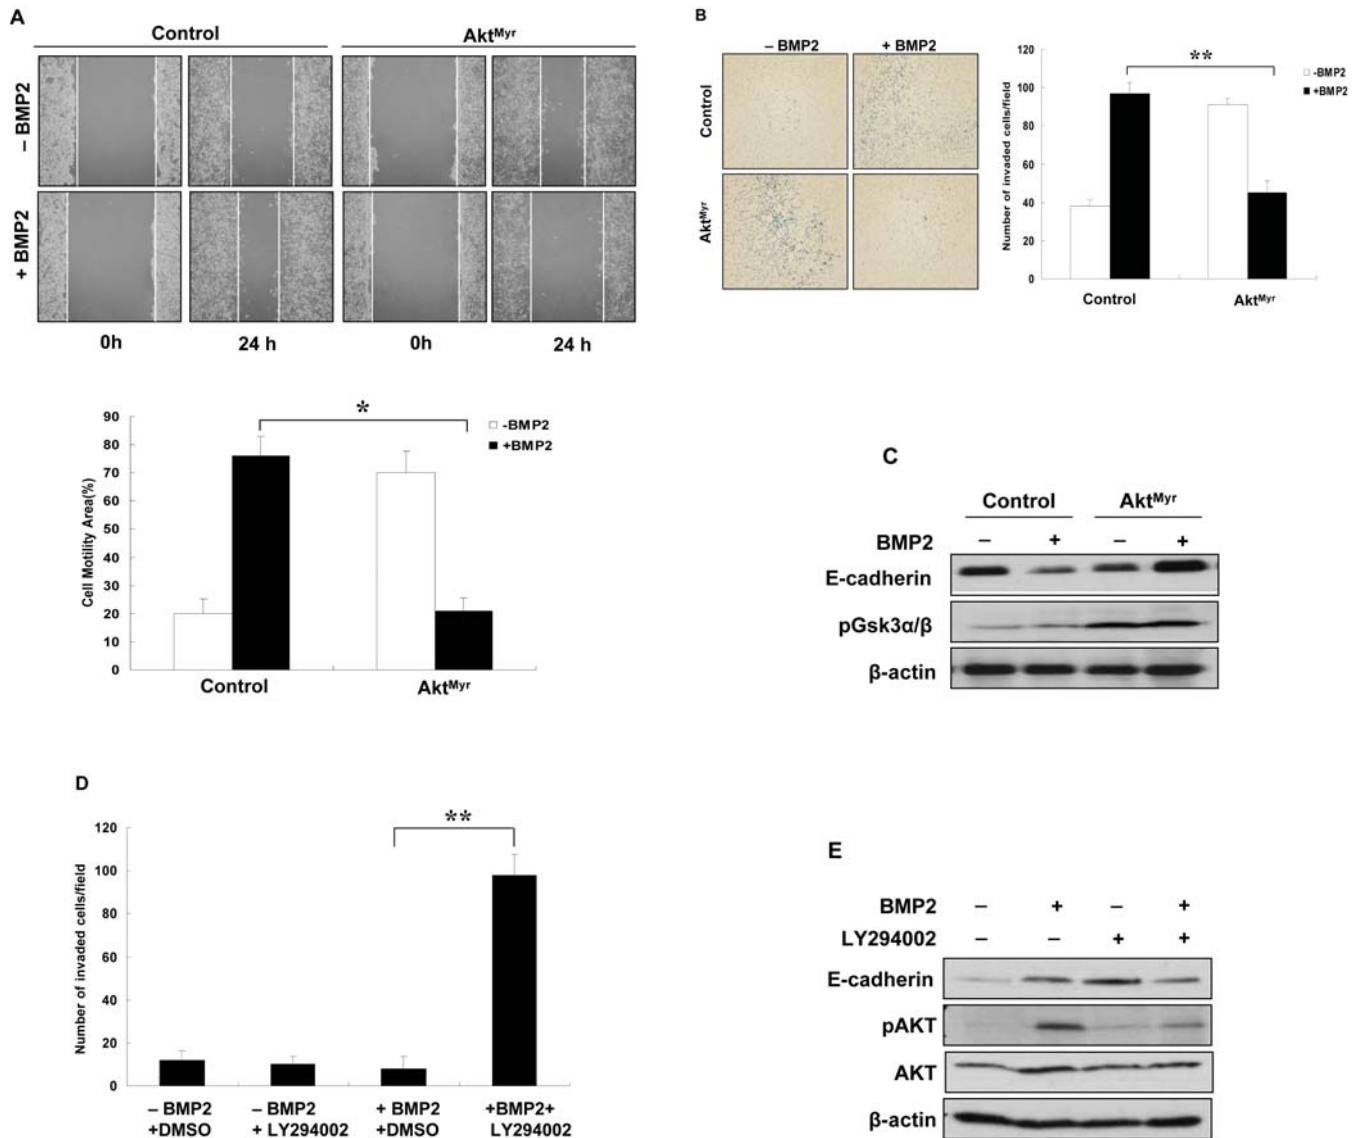 A
Control AktMyr
– BMP2
+ BMP2
0h 24 h 0h 24 h
90
80
70
60
50
40
30
20
10
0
Cell Motility Area(%)
*
-BMP2
+BMP2
Control AktMyr
B
– BMP2 + BMP2
Control
AktMyr
120
100
80
60
40
20
0
Number of invaded cells/field
**
-BMP2
+BMP2
Control AktMyr
C
Control AktMyr
BMP2 – + – +
E-cadherin
pGsk3α/β
β-actin
D
120
100
80
60
40
20
0
Number of invaded cells/field
**
– BMP2 – BMP2 + BMP2 +BMP2+
+DMSO + LY294002 +DMSO LY294002
E
BMP2 – + – +
LY294002 – – + +
E-cadherin
pAKT
AKT
β-actin